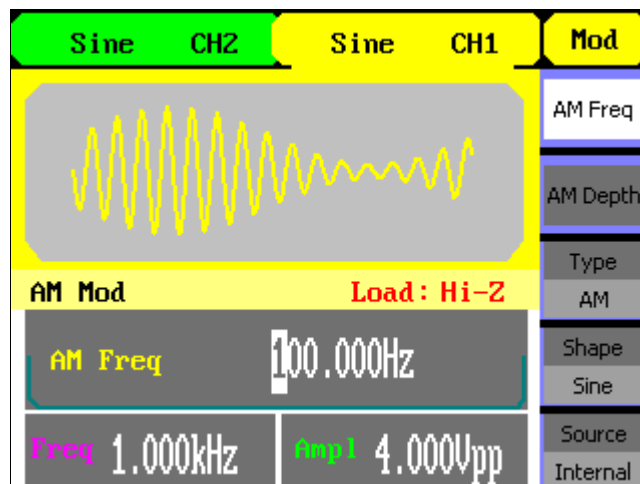 Sine CH2 Sine CH1 Mod
AM Freq
AM Depth
Type
AM
Shape
Sine
Source
Internal
AM Mod Load: Hi-Z
AM Freq 100.000Hz
Freq 1.000kHz Ampl 4.000Vpp